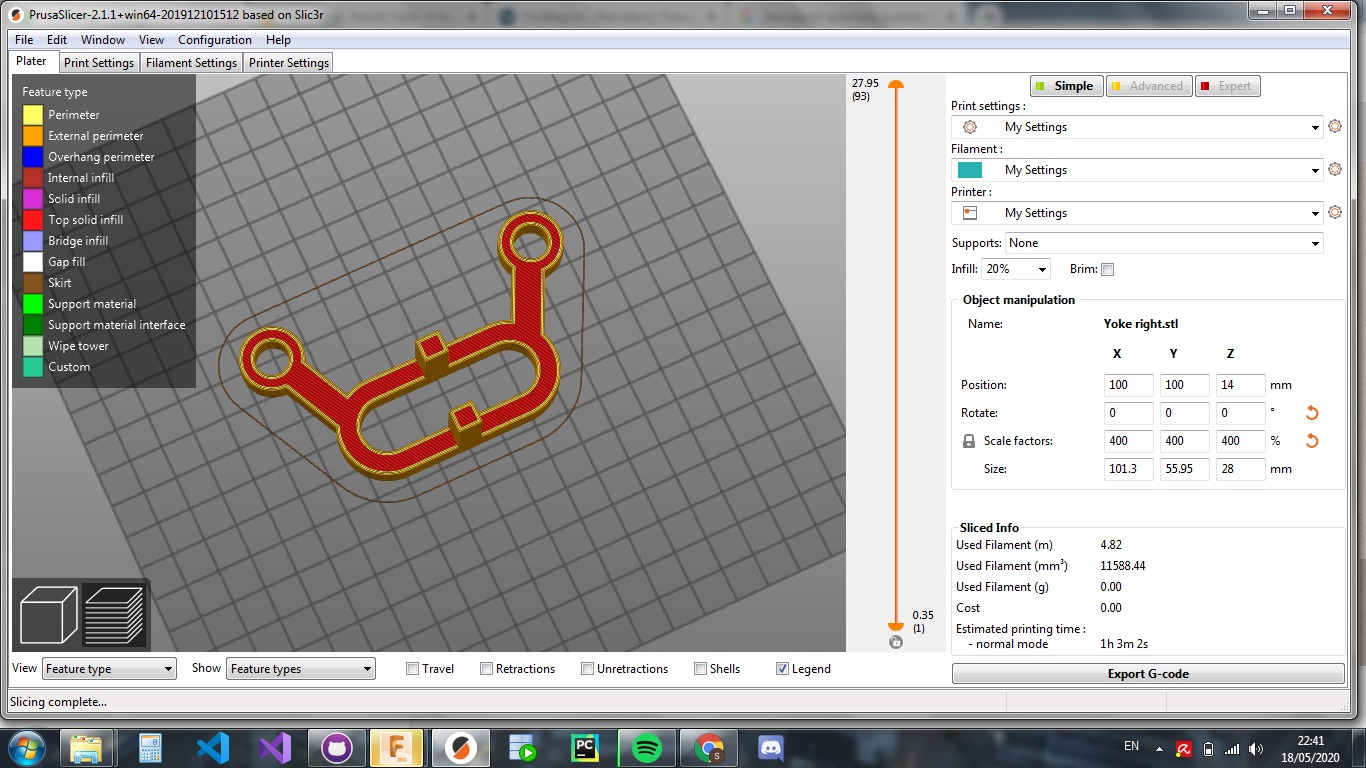 PrusaSlicer-2.1.1+win64-201912101512 based on Slic3r
File Edit Window View Configuration Help
Plater Print Settings Filament Settings Printer Settings
Feature type
Perimeter
External perimeter
Overhang perimeter
Internal infill
Solid infill
Top solid infill
Bridge infill
Gap fill
Skirt
Support material
Support material interface
Wipe tower
Custom
27.95
(93)
0.35
(1)
Simple Advanced Expert
Print settings :
My Settings
Filament :
My Settings
Printer :
My Settings
Supports: None
Infill: 20% Brim:
Object manipulation
Name: Yoke right.stl
X Y Z
Position: 100 100 14 mm
Rotate: 0 0 0 °
Scale factors: 400 400 400 %
Size: 101.3 55.95 28 mm
Sliced Info
Used Filament (m) 4.82
Used Filament (mm³) 11588.44
Used Filament (g) 0.00
Cost 0.00
Estimated printing time :
- normal mode 1h 3m 2s
Export G-code
View Feature type Show Feature types Travel Retractions Unretractions Shells Legend
Slicing complete...
F
360
PC
S
EN
22:41
18/05/2020